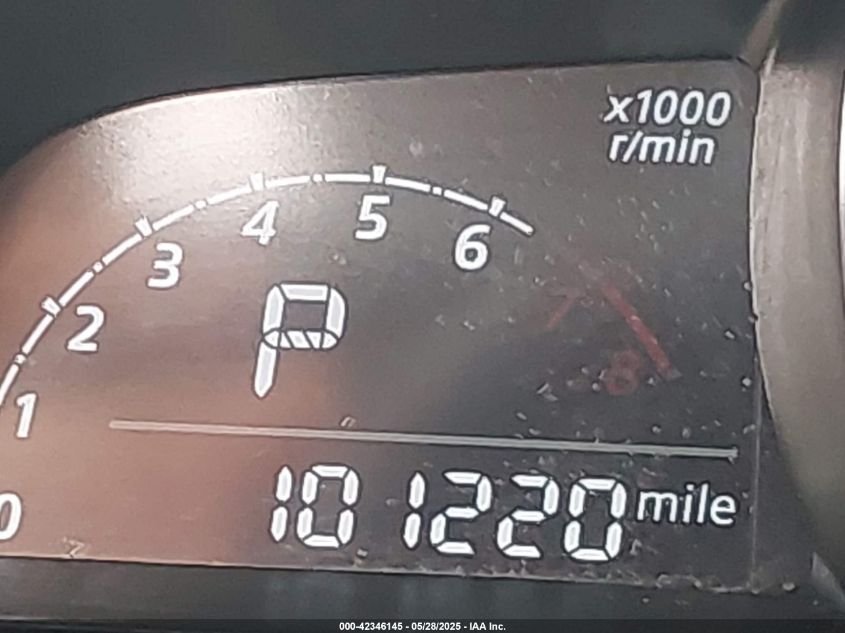 x1000
r/min
0 1 2 3 4 5 6 7 8
P
101220 mile
000-42346145 - 05/28/2025 - IAA Inc.